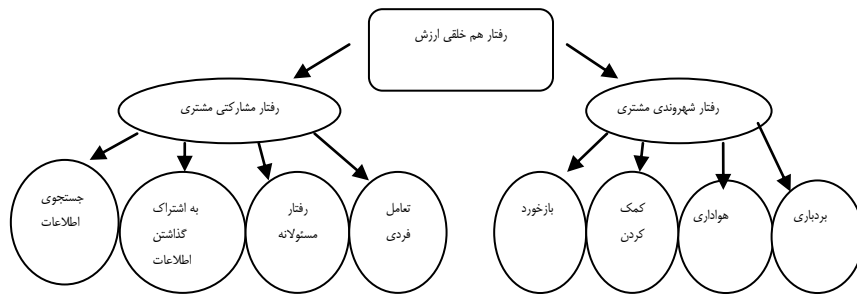 رفتار هم خلقی ارزش
رفتار شهروندی مشتری
رفتار مشارکتی مشتری
بردباری
هواداری
کمک
کردن
بازخورد
تعامل
فردی
رفتار
مسئولانه
به اشتراک
گذاشتن
اطلاعات
جستجوی
اطلاعات